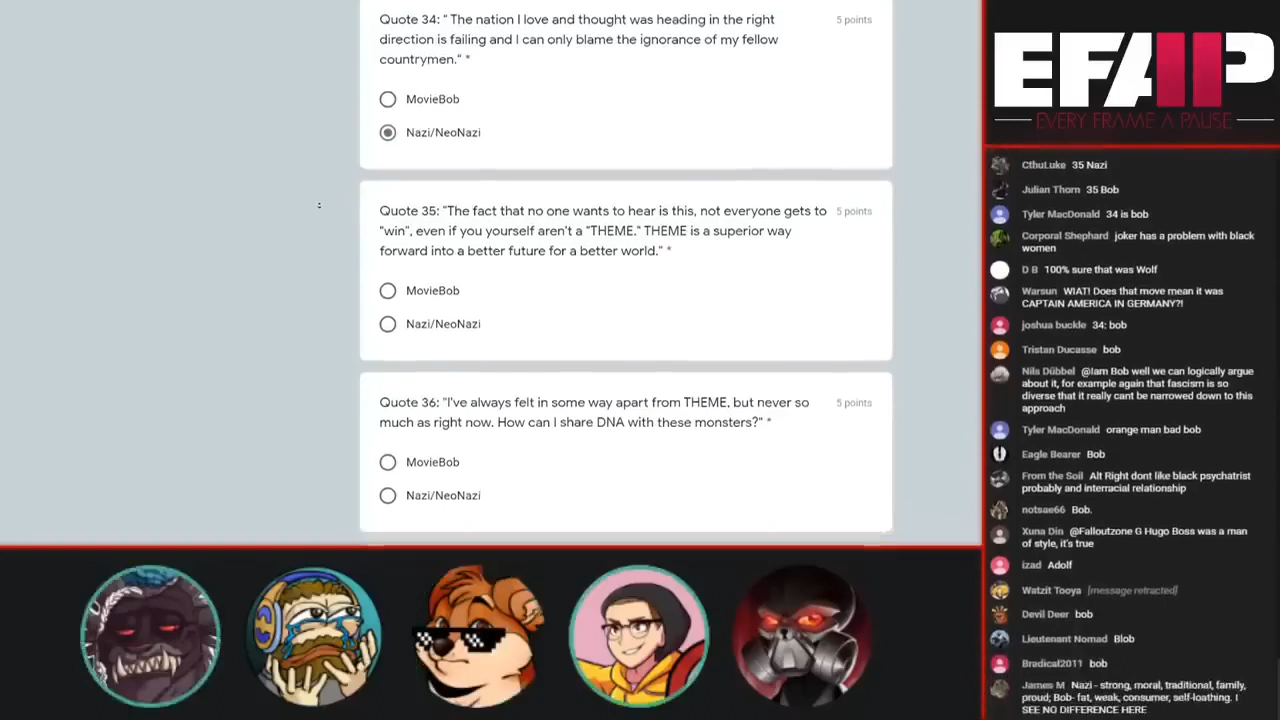 Quote 34: " The nation I love and thought was heading in the right
5 points
direction is failing and I can only blame the ignorance of my fellow
countrymen." *
MovieBob
Nazi/NeoNazi
Quote 35: "The fact that no one wants to hear is this, not everyone gets to
5 points
"win", even if you yourself aren't a "THEME." THEME is a superior way
forward into a better future for a better world." *
MovieBob
Nazi/NeoNazi
Quote 36: "I've always felt in some way apart from THEME, but never so
5 points
much as right now. How can I share DNA with these monsters?" *
MovieBob
Nazi/NeoNazi
EFAP
EVERY FRAME A PAUSE
CthuLuke 35 Nazi
Julian Thorn 35 Bob
Tyler MacDonald 34 is bob
Corporal Shephard joker has a problem with black
women
D B 100% sure that was Wolf
Warsun WIAT! Does that move mean it was
CAPTAIN AMERICA IN GERMANY?!
joshua buckle 34: bob
Tristan Ducasse bob
Nils Dübbel @Iam Bob well we can logically argue
about it, for example again that fascism is so
diverse that it really cant be narrowed down to this
approach
Tyler MacDonald orange man bad bob
Eagle Bearer Bob
From the Soil Alt Right dont like black psychatrist
probably and interracial relationship
notsae66 Bob.
Xuna Din @Falloutzone G Hugo Boss was a man
of style, it's true
izad Adolf
Watzit Tooya [message retracted]
Devil Deer bob
Lieutenant Nomad Blob
Bradical2011 bob
James M Nazi - strong, moral, traditional, family,
proud; Bob- fat, weak, consumer, self-loathing. I
SEE NO DIFFERENCE HERE